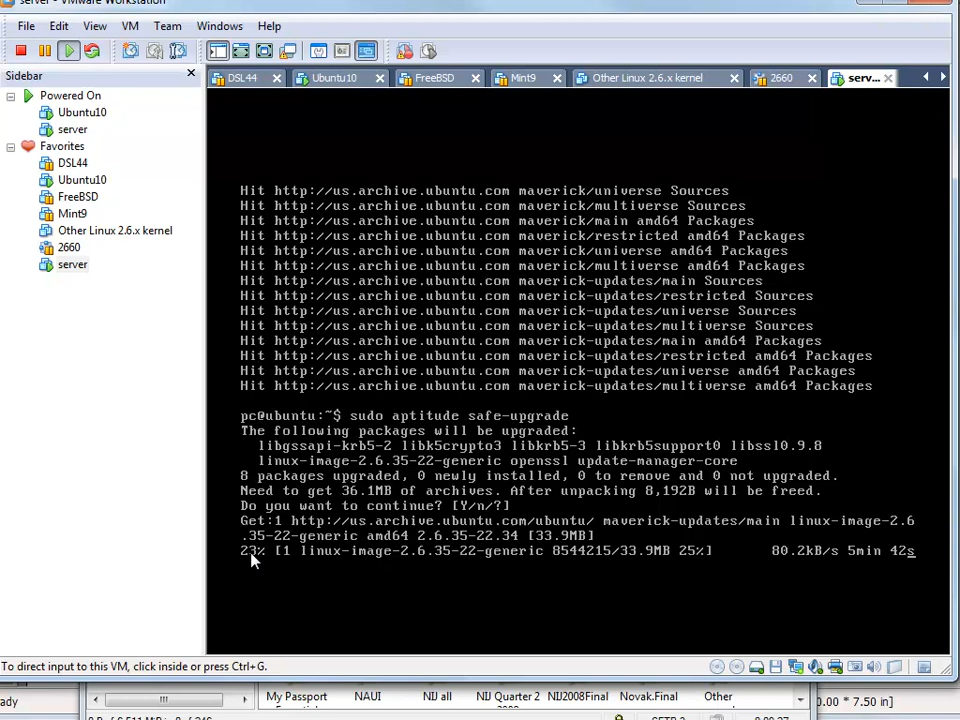 server - VMware Workstation
File Edit View VM Team Windows Help
Sidebar
Powered On
Ubuntu10
server
Favorites
DSL44
Ubuntu10
FreeBSD
Mint9
Other Linux 2.6.x kernel
2660
server
DSL44 Ubuntu10 FreeBSD Mint9 Other Linux 2.6.x kernel 2660 serv...
Hit http://us.archive.ubuntu.com maverick/universe Sources
Hit http://us.archive.ubuntu.com maverick/multiverse Sources
Hit http://us.archive.ubuntu.com maverick/main amd64 Packages
Hit http://us.archive.ubuntu.com maverick/restricted amd64 Packages
Hit http://us.archive.ubuntu.com maverick/universe amd64 Packages
Hit http://us.archive.ubuntu.com maverick/multiverse amd64 Packages
Hit http://us.archive.ubuntu.com maverick-updates/main Sources
Hit http://us.archive.ubuntu.com maverick-updates/restricted Sources
Hit http://us.archive.ubuntu.com maverick-updates/universe Sources
Hit http://us.archive.ubuntu.com maverick-updates/multiverse Sources
Hit http://us.archive.ubuntu.com maverick-updates/main amd64 Packages
Hit http://us.archive.ubuntu.com maverick-updates/restricted amd64 Packages
Hit http://us.archive.ubuntu.com maverick-updates/universe amd64 Packages
Hit http://us.archive.ubuntu.com maverick-updates/multiverse amd64 Packages
pc@ubuntu:~$ sudo aptitude safe-upgrade
The following packages will be upgraded:
libgssapi-krb5-2 libk5crypto3 libkrb5-3 libkrb5support0 libssl0.9.8
linux-image-2.6.35-22-generic openssl update-manager-core
8 packages upgraded, 0 newly installed, 0 to remove and 0 not upgraded.
Need to get 36.1MB of archives. After unpacking 8,192B will be freed.
Do you want to continue? [Y/n/?]
Get:1 http://us.archive.ubuntu.com/ubuntu/ maverick-updates/main linux-image-2.6
.35-22-generic amd64 2.6.35-22.34 [33.9MB]
23% [1 linux-image-2.6.35-22-generic 8544215/33.9MB 25%] 80.2kB/s 5min 42s
To direct input to this VM, click inside or press Ctrl+G.
My Passport NAUI NIJ all NIJ Quarter 2 NIJ2008Final Novak.Final Other
0.00 * 7.50 in]